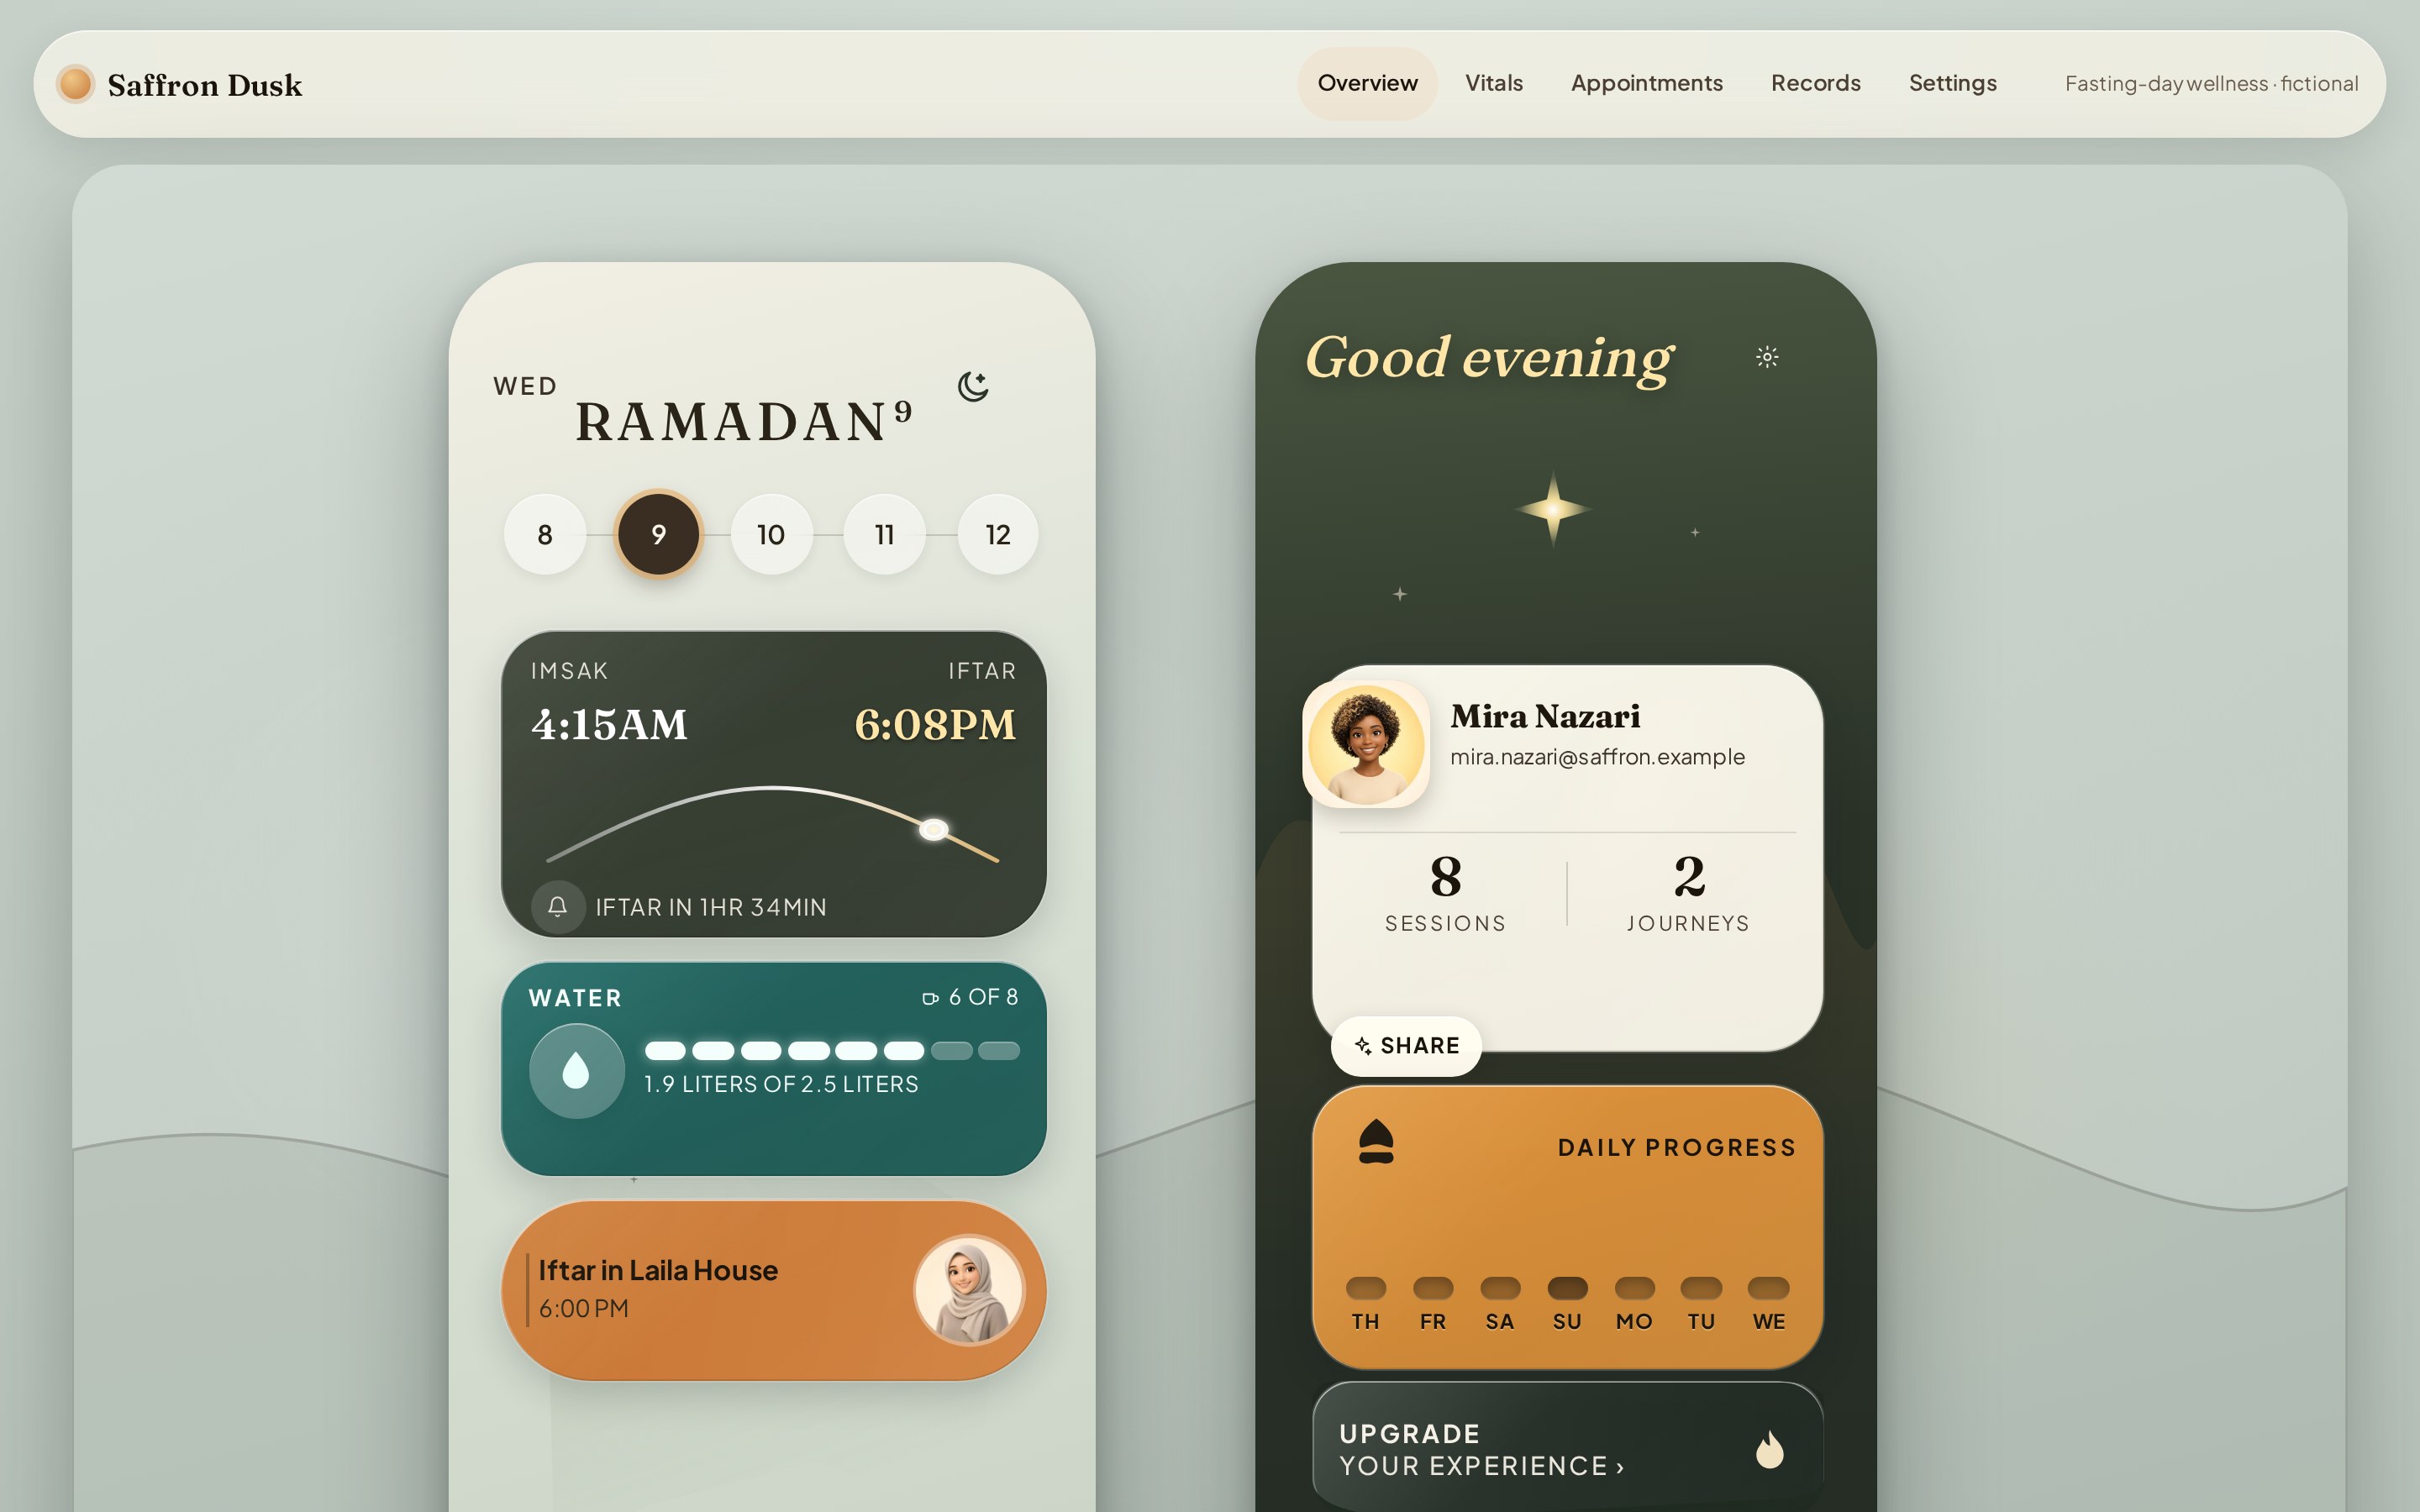 Saffron Dusk
Overview
Vitals
Appointments
Records
Settings
Fasting-day wellness · fictional
WED
RAMADAN⁹
8
9
10
11
12
IMSAK
IFTAR
4:15AM
6:08PM
IFTAR IN 1HR 34MIN
WATER
6 OF 8
1.9 LITERS OF 2.5 LITERS
Iftar in Laila House
6:00 PM
Good evening
Mira Nazari
mira.nazari@saffron.example
8
SESSIONS
2
JOURNEYS
SHARE
DAILY PROGRESS
TH FR SA SU MO TU WE
UPGRADE
YOUR EXPERIENCE ›